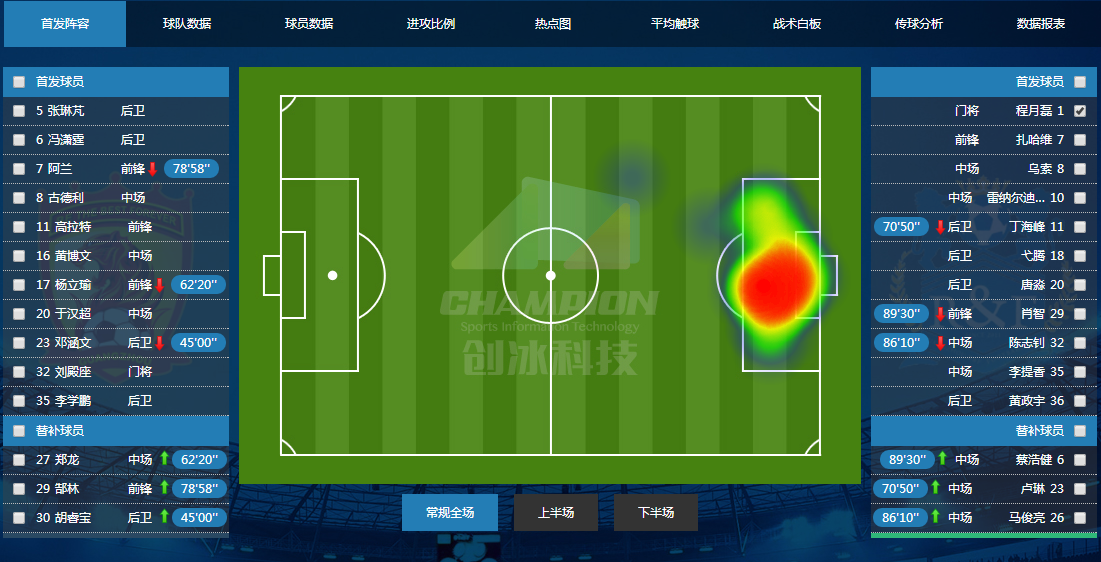 首发阵容 球队数据 球员数据 进攻比例 热点图 平均触球 战术白板 传球分析 数据报表
首发球员
5 张琳芃 后卫
6 冯潇霆 后卫
7 阿兰 前锋 78'58''
8 古德利 中场
11 高拉特 前锋
16 黄博文 中场
17 杨立瑜 前锋 62'20''
20 于汉超 中场
23 邓涵文 后卫 45'00''
32 刘殿座 门将
35 李学鹏 后卫
替补球员
27 郑龙 中场 62'20''
29 郜林 前锋 78'58''
30 胡睿宝 后卫 45'00''
CHAMPION
Sports Information Technology
创冰科技
常规全场 上半场 下半场
首发球员
门将 程月磊 1
前锋 扎哈维 7
中场 乌索 8
中场 雷纳尔迪... 10
70'50'' 后卫 丁海峰 11
后卫 弋腾 18
后卫 唐淼 20
89'30'' 前锋 肖智 29
86'10'' 中场 陈志钊 32
中场 李提香 35
后卫 黄政宇 36
替补球员
89'30'' 中场 蔡浩健 6
70'50'' 中场 卢琳 23
86'10'' 中场 马俊亮 26